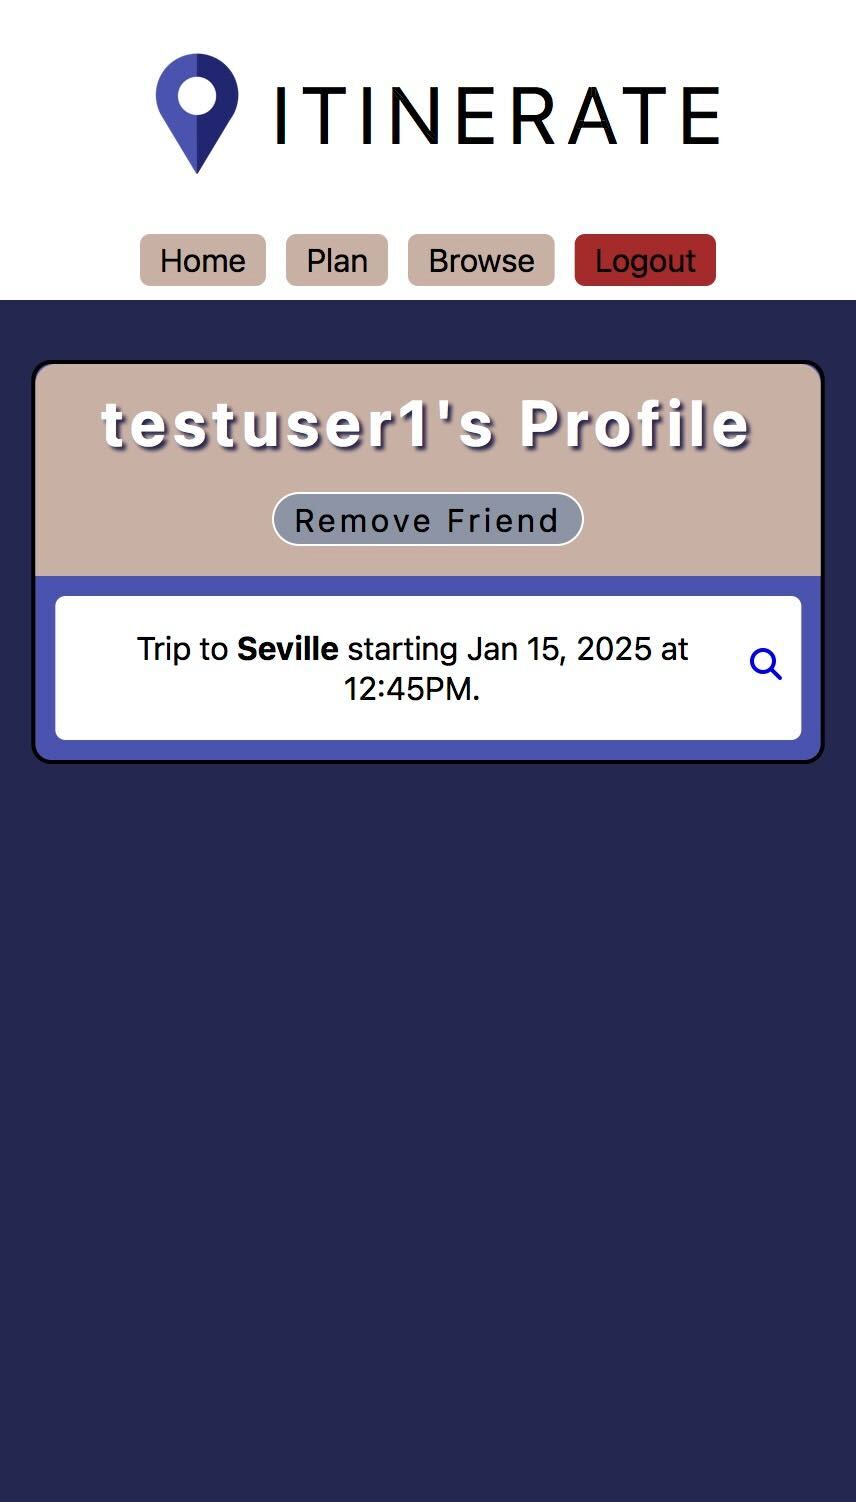 ITINERATE
Home Plan Browse Logout
testuser1's Profile
Remove Friend
Trip to Seville starting Jan 15, 2025 at
12:45PM.